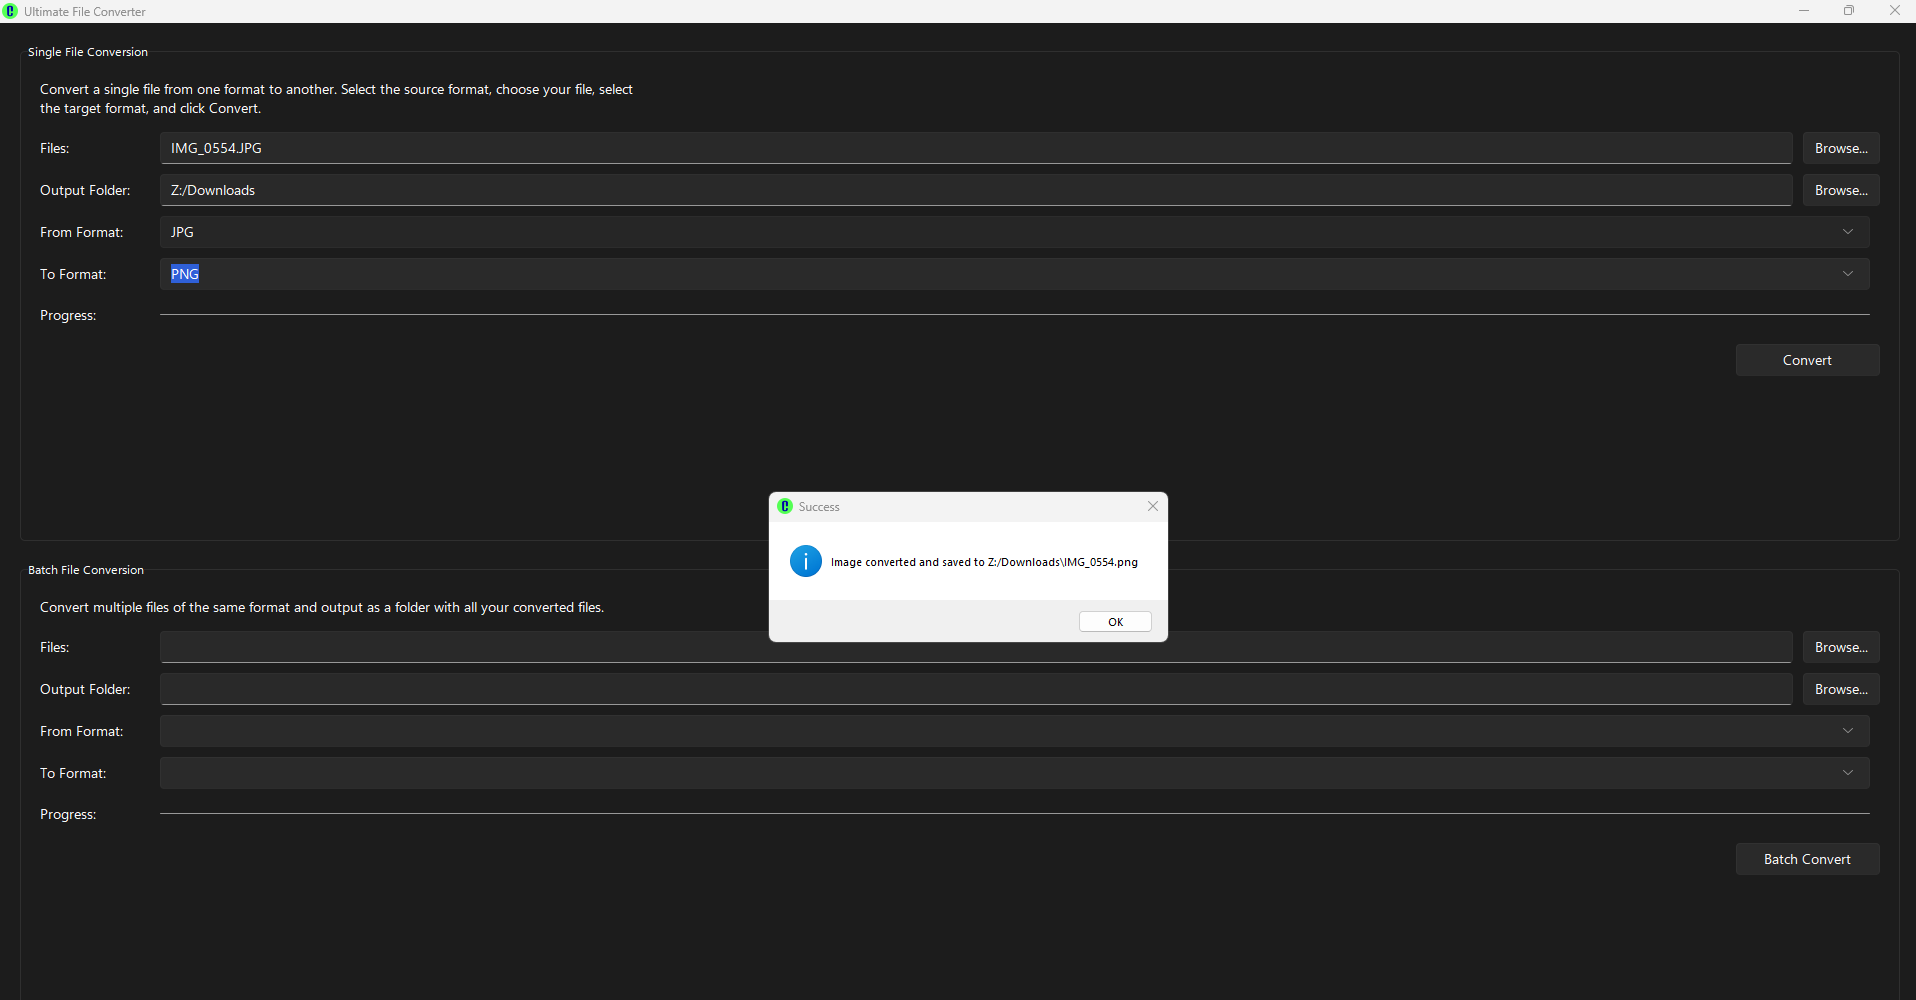 Ultimate File Converter
Single File Conversion
Convert a single file from one format to another. Select the source format, choose your file, select
the target format, and click Convert.
Files: IMG_0554.JPG Browse...
Output Folder: Z:/Downloads Browse...
From Format: JPG
To Format: PNG
Progress:
Convert
Success
Image converted and saved to Z:/Downloads\IMG_0554.png
OK
Batch File Conversion
Convert multiple files of the same format and output as a folder with all your converted files.
Files: Browse...
Output Folder: Browse...
From Format:
To Format:
Progress:
Batch Convert